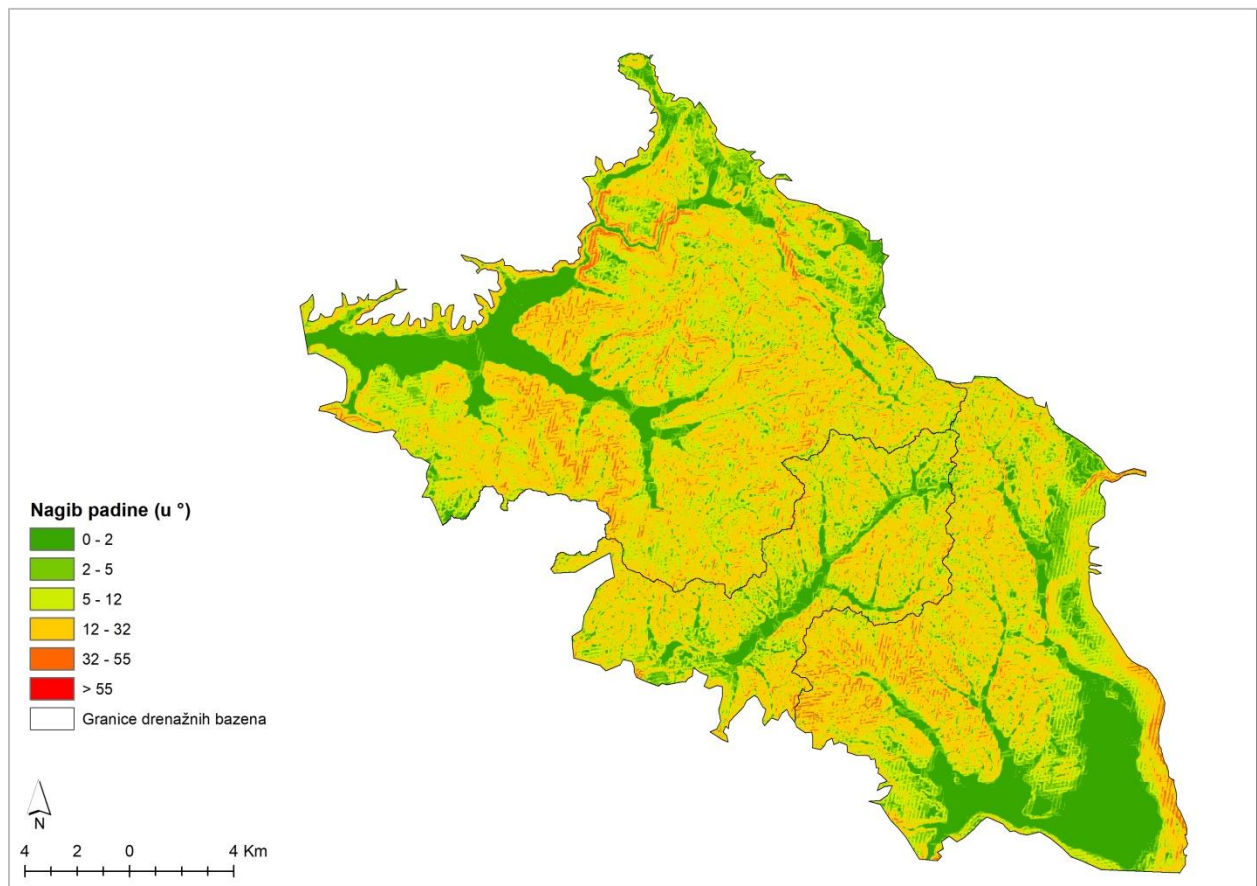 Nagib padine (u °)
0 - 2
2 - 5
5 - 12
12 - 32
32 - 55
> 55
Granice drenažnih bazena
N
4 2 0 4 Km